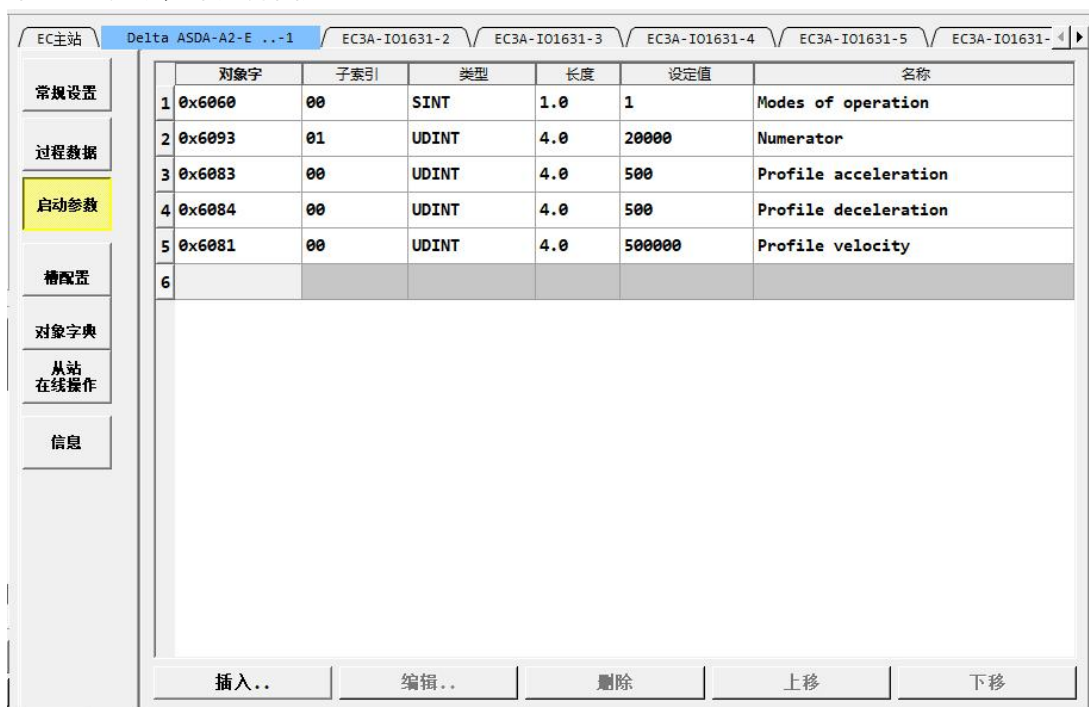 EC主站 Delta ASDA-A2-E ..-1 EC3A-IO1631-2 EC3A-IO1631-3 EC3A-IO1631-4 EC3A-IO1631-5 EC3A-IO1631-
常规设置
过程数据
启动参数
槽配置
对象字典
从站
在线操作
信息
对象字 子索引 类型 长度 设定值 名称
1 0x6060 00 SINT 1.0 1 Modes of operation
2 0x6093 01 UDINT 4.0 20000 Numerator
3 0x6083 00 UDINT 4.0 500 Profile acceleration
4 0x6084 00 UDINT 4.0 500 Profile deceleration
5 0x6081 00 UDINT 4.0 500000 Profile velocity
6
插入.. 编辑.. 删除 上移 下移